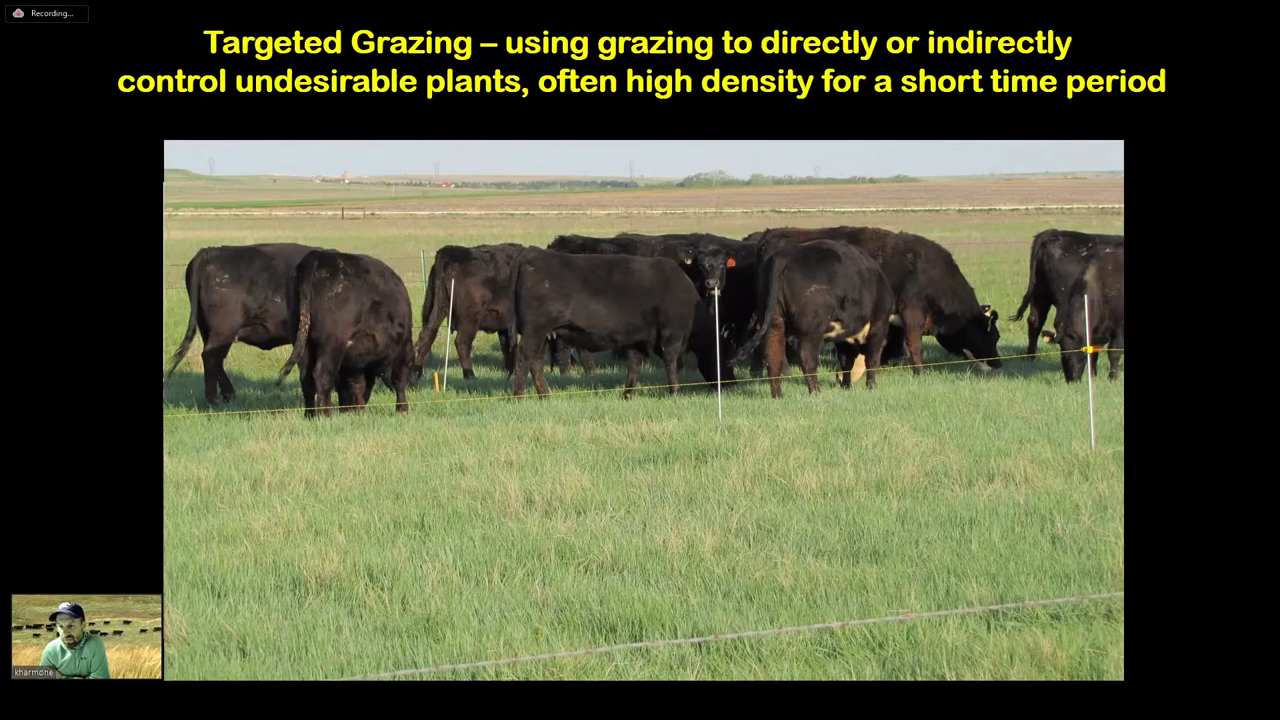 Recording...
Targeted Grazing – using grazing to directly or indirectly
control undesirable plants, often high density for a short time period
kharmone